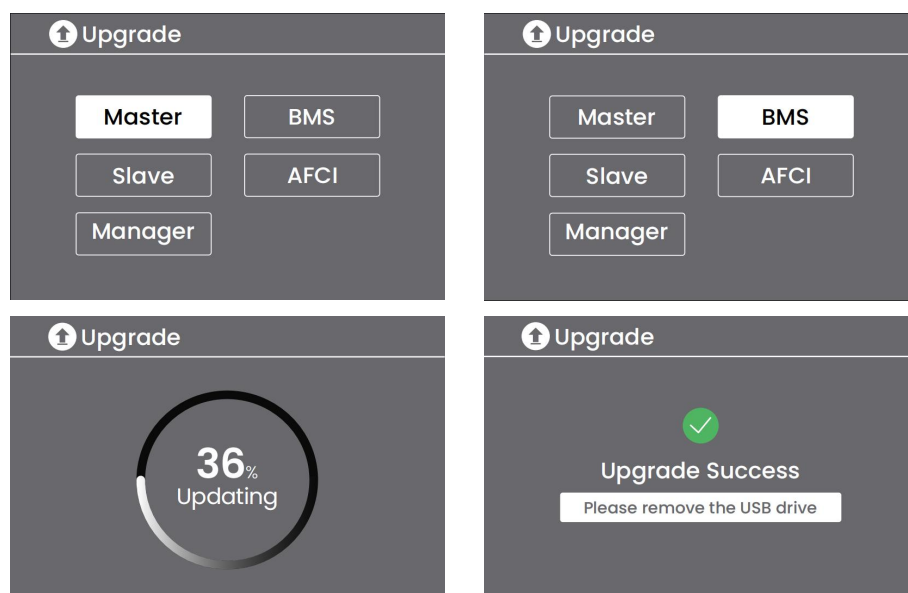 Upgrade
Master BMS
Slave AFCI
Manager
Upgrade
Master BMS
Slave AFCI
Manager
Upgrade
36%
Updating
Upgrade
Upgrade Success
Please remove the USB drive